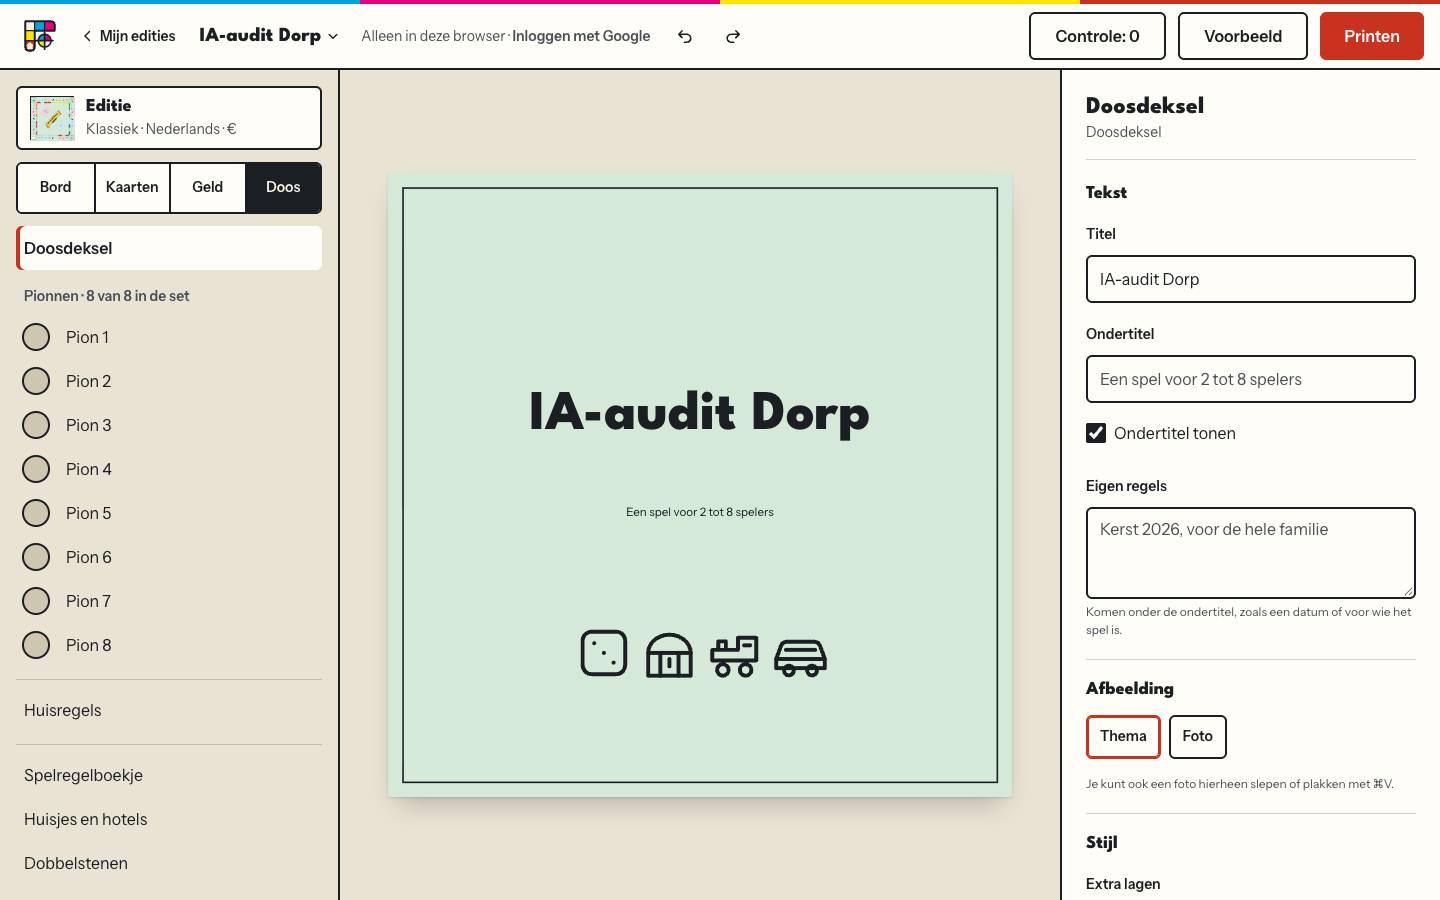 Mijn edities
IA-audit Dorp
Alleen in deze browser · Inloggen met Google
Controle: 0
Voorbeeld
Printen
Editie
Klassiek · Nederlands · €
Bord
Kaarten
Geld
Doos
Doosdeksel
Pionnen · 8 van 8 in de set
Pion 1
Pion 2
Pion 3
Pion 4
Pion 5
Pion 6
Pion 7
Pion 8
Huisregels
Spelregelboekje
Huisjes en hotels
Dobbelstenen
IA-audit Dorp
Een spel voor 2 tot 8 spelers
Doosdeksel
Doosdeksel
Tekst
Titel
IA-audit Dorp
Ondertitel
Een spel voor 2 tot 8 spelers
Ondertitel tonen
Eigen regels
Kerst 2026, voor de hele familie
Komen onder de ondertitel, zoals een datum of voor wie het
spel is.
Afbeelding
Thema
Foto
Je kunt ook een foto hierheen slepen of plakken met ⌘V.
Stijl
Extra lagen